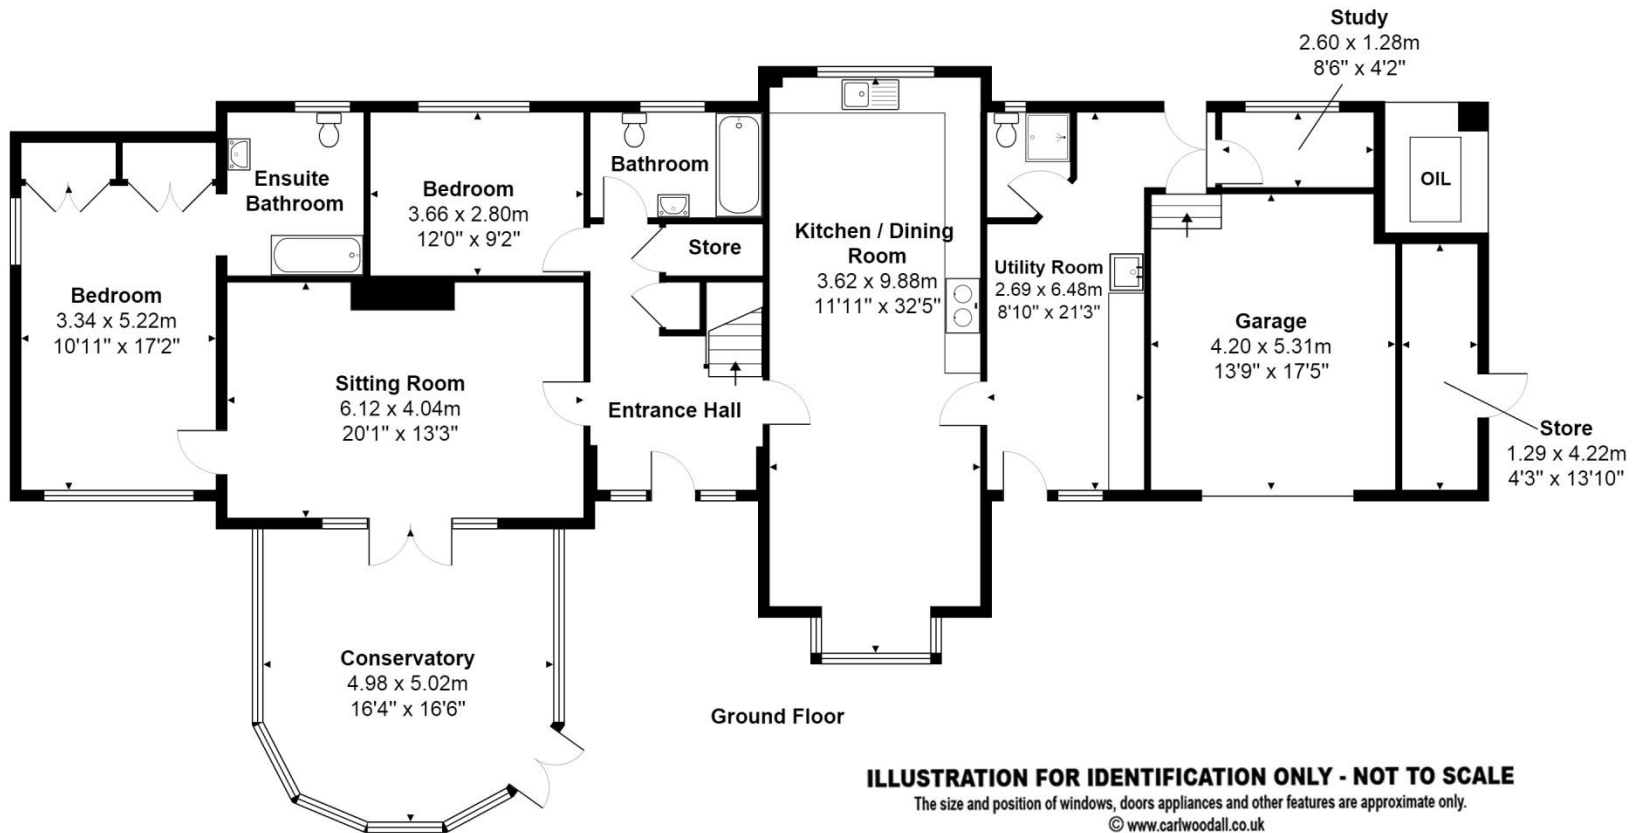 Study
2.60 x 1.28m
8'6" x 4'2"
Ensuite
Bathroom
Bedroom
3.66 x 2.80m
12'0" x 9'2"
Bathroom
Store
Kitchen / Dining
Room
3.62 x 9.88m
11'11" x 32'5"
OIL
Bedroom
3.34 x 5.22m
10'11" x 17'2"
Utility Room
2.69 x 6.48m
8'10" x 21'3"
Garage
4.20 x 5.31m
13'9" x 17'5"
Sitting Room
6.12 x 4.04m
20'1" x 13'3"
Entrance Hall
Store
1.29 x 4.22m
4'3" x 13'10"
Conservatory
4.98 x 5.02m
16'4" x 16'6"
Ground Floor
ILLUSTRATION FOR IDENTIFICATION ONLY - NOT TO SCALE
The size and position of windows, doors appliances and other features are approximate only.
© www.carlwoodall.co.uk